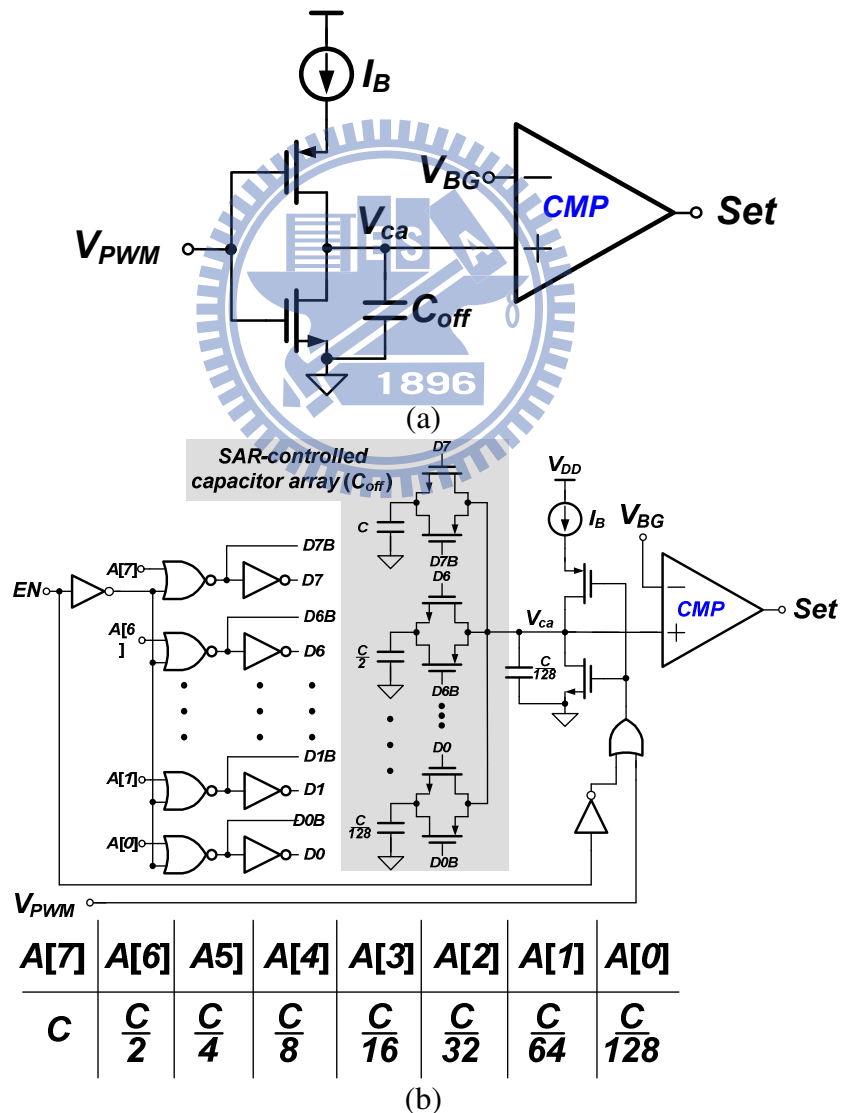 I_B
V_BG
CMP
Set
V_ca
V_PWM
C_off
ES
A
1896
(a)
SAR-controlled
capacitor array (C_off)
D7
C
D7B
D6
C/2
D6B
D0
C/128
D0B
EN
A[7]
D7B
D7
A[6
]
D6B
D6
A[1]
D1B
D1
A[0]
D0B
D0
V_DD
I_B
V_BG
V_ca
CMP
Set
C/128
V_PWM
A[7] A[6] A5] A[4] A[3] A[2] A[1] A[0]
C C/2 C/4 C/8 C/16 C/32 C/64 C/128
(b)